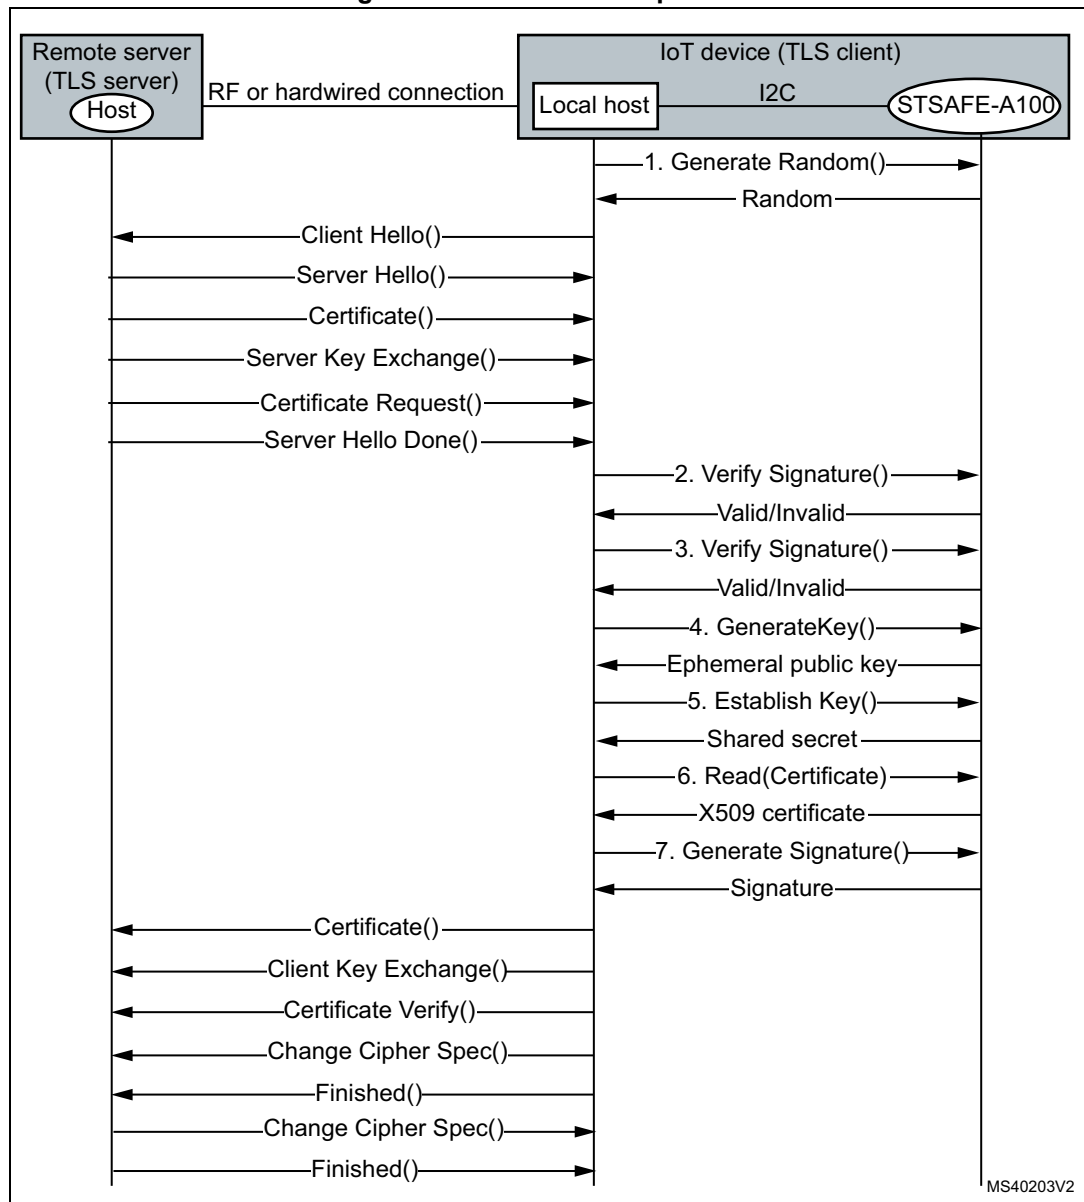 Remote server
(TLS server)
Host
RF or hardwired connection
IoT device (TLS client)
Local host
I2C
STSAFE-A100
1. Generate Random()
Random
Client Hello()
Server Hello()
Certificate()
Server Key Exchange()
Certificate Request()
Server Hello Done()
2. Verify Signature()
Valid/Invalid
3. Verify Signature()
Valid/Invalid
4. GenerateKey()
Ephemeral public key
5. Establish Key()
Shared secret
6. Read(Certificate)
X509 certificate
7. Generate Signature()
Signature
Certificate()
Client Key Exchange()
Certificate Verify()
Change Cipher Spec()
Finished()
Change Cipher Spec()
Finished()
MS40203V2